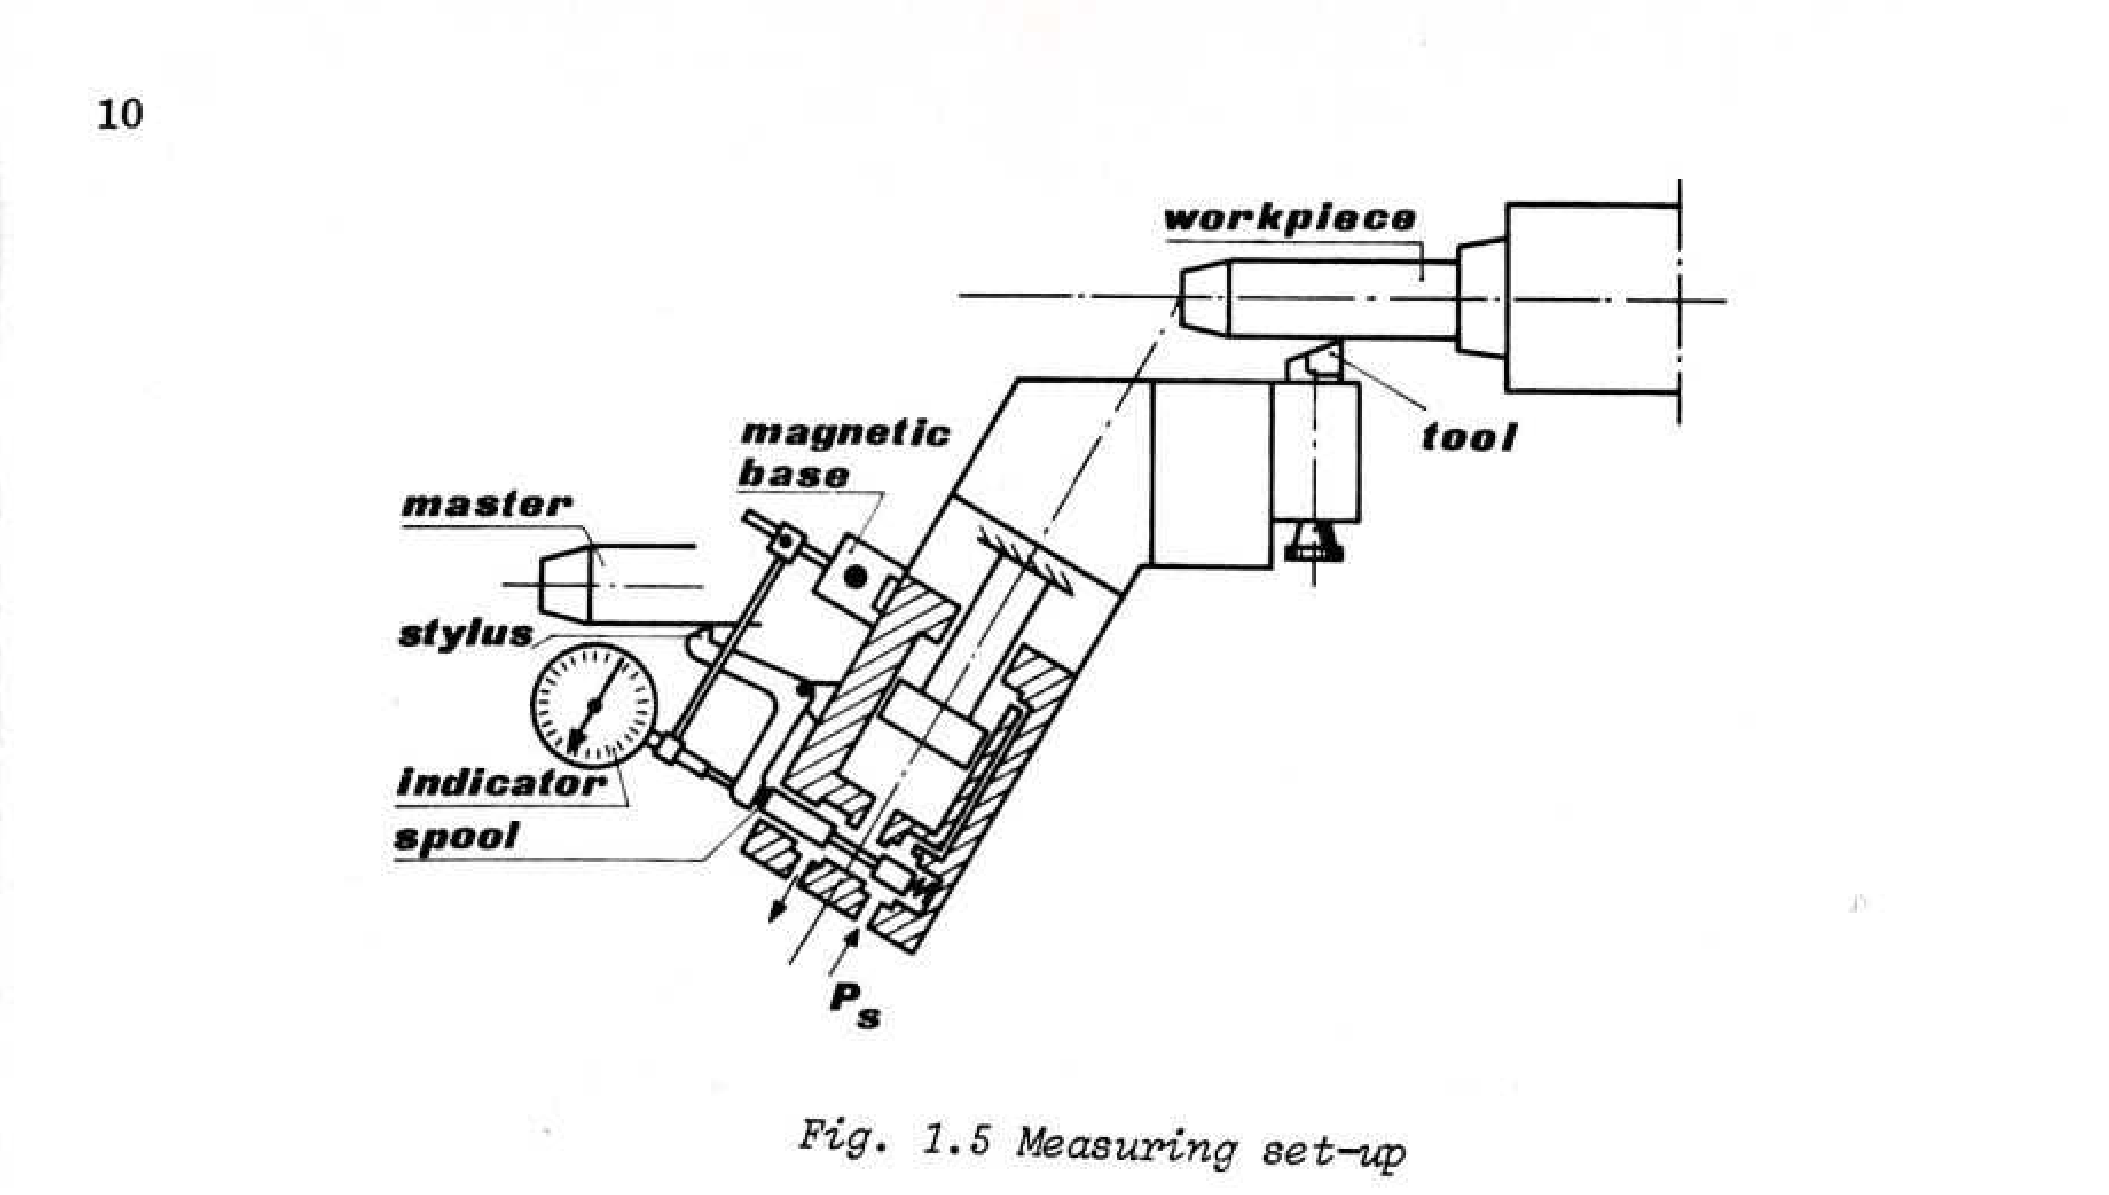 10
workpiece
tool
magnetic
base
master
stylus
indicator
spool
Ps
Fig. 1.5 Measuring set-up